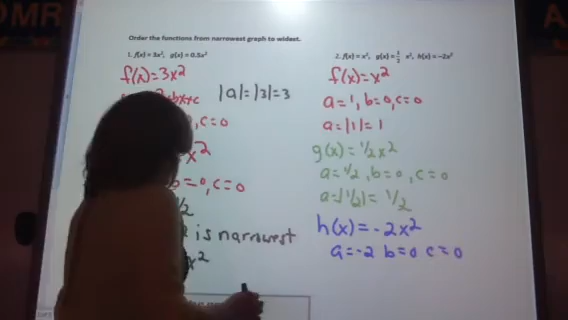 Order the functions from narrowest graph to widest.
1. f(x) = 3x², g(x) = 0.5x²
f(x)=3x²
+bx+c
|a|=|3|=3
, c=0
x²
b=0, c=0
1/2
is narrowest
x²
2. f(x) = x², g(x) = 1/2 x², h(x) = -2x²
f(x)=x²
a=1, b=0, c=0
a=|1|=1
g(x)=1/2x²
a=1/2, b=0, c=0
a=|1/2|=1/2
h(x)=-2x²
a=-2 b=0 c=0